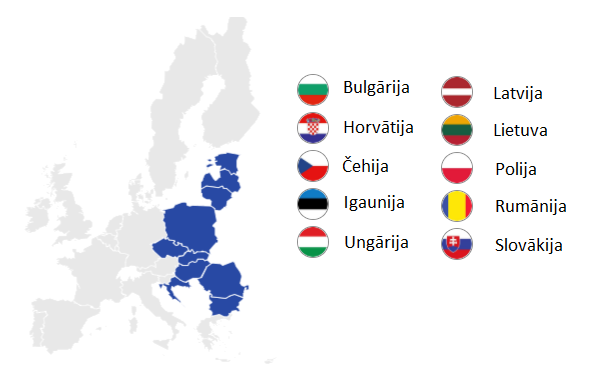 Bulgārija
Horvātija
Čehija
Igaunija
Ungārija
Latvija
Lietuva
Polija
Rumānija
Slovākija